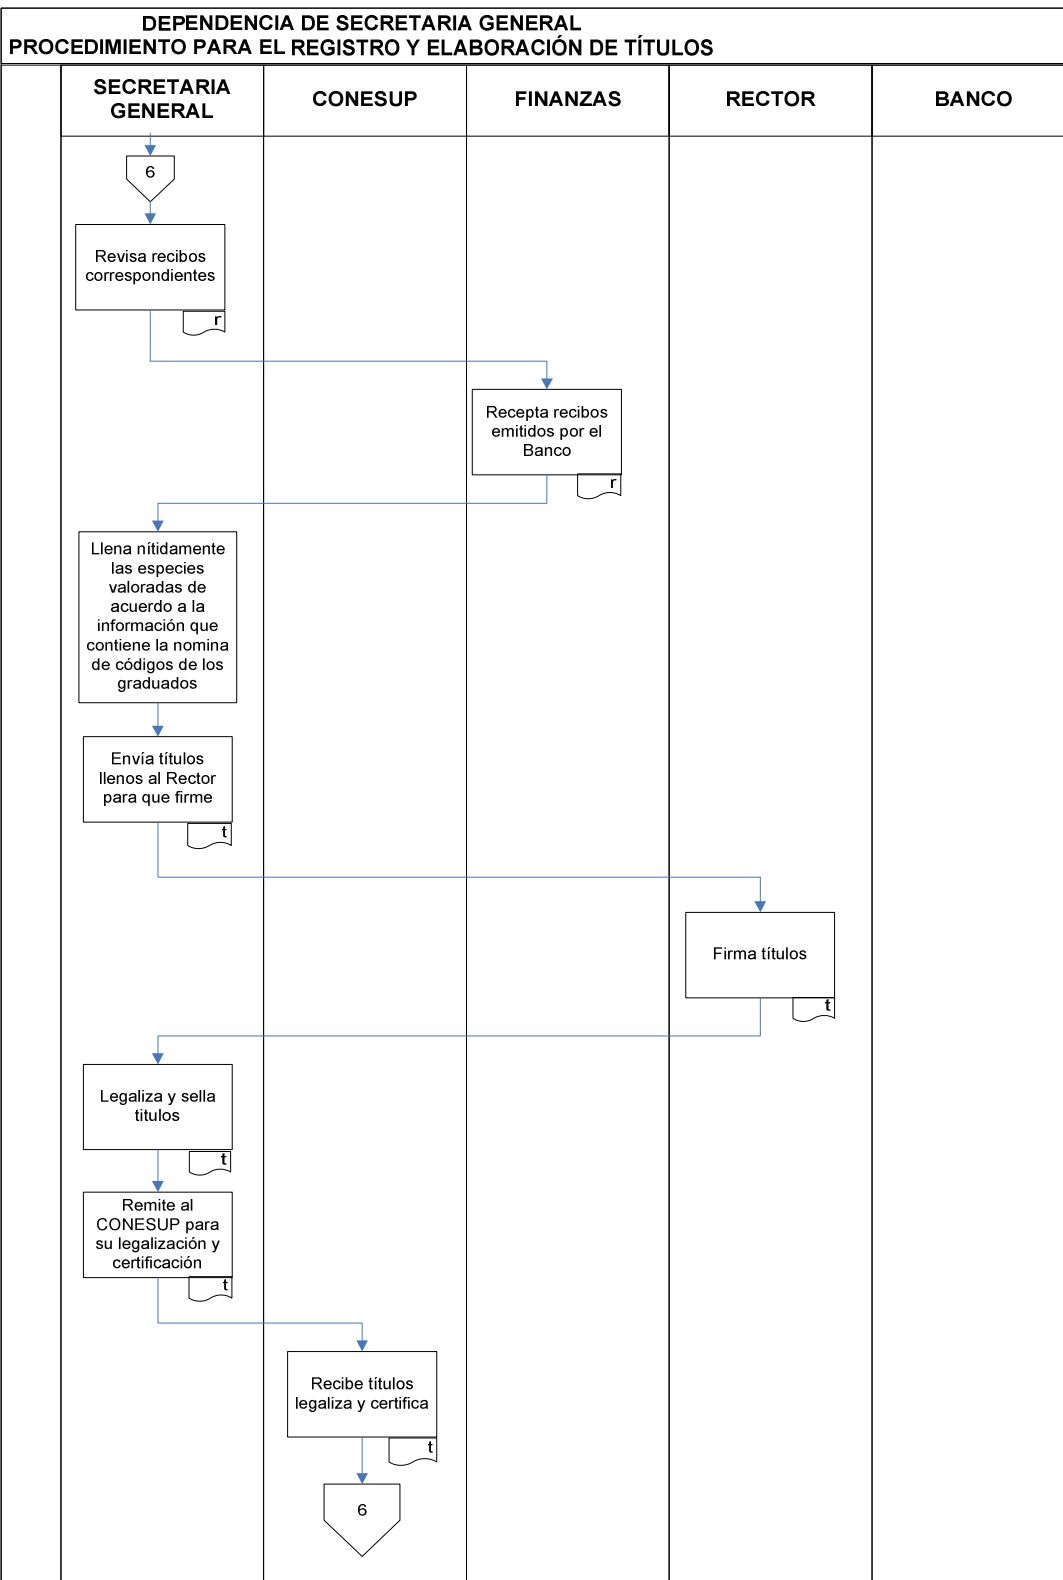 DEPENDENCIA DE SECRETARIA GENERAL
PROCEDIMIENTO PARA EL REGISTRO Y ELABORACIÓN DE TÍTULOS
SECRETARIA
GENERAL
CONESUP
FINANZAS
RECTOR
BANCO
6
Revisa recibos
correspondientes
r
Recepta recibos
emitidos por el
Banco
r
Llena nítidamente
las especies
valoradas de
acuerdo a la
información que
contiene la nomina
de códigos de los
graduados
Envía títulos
llenos al Rector
para que firme
t
Firma títulos
t
Legaliza y sella
titulos
t
Remite al
CONESUP para
su legalización y
certificación
t
Recibe títulos
legaliza y certifica
t
6